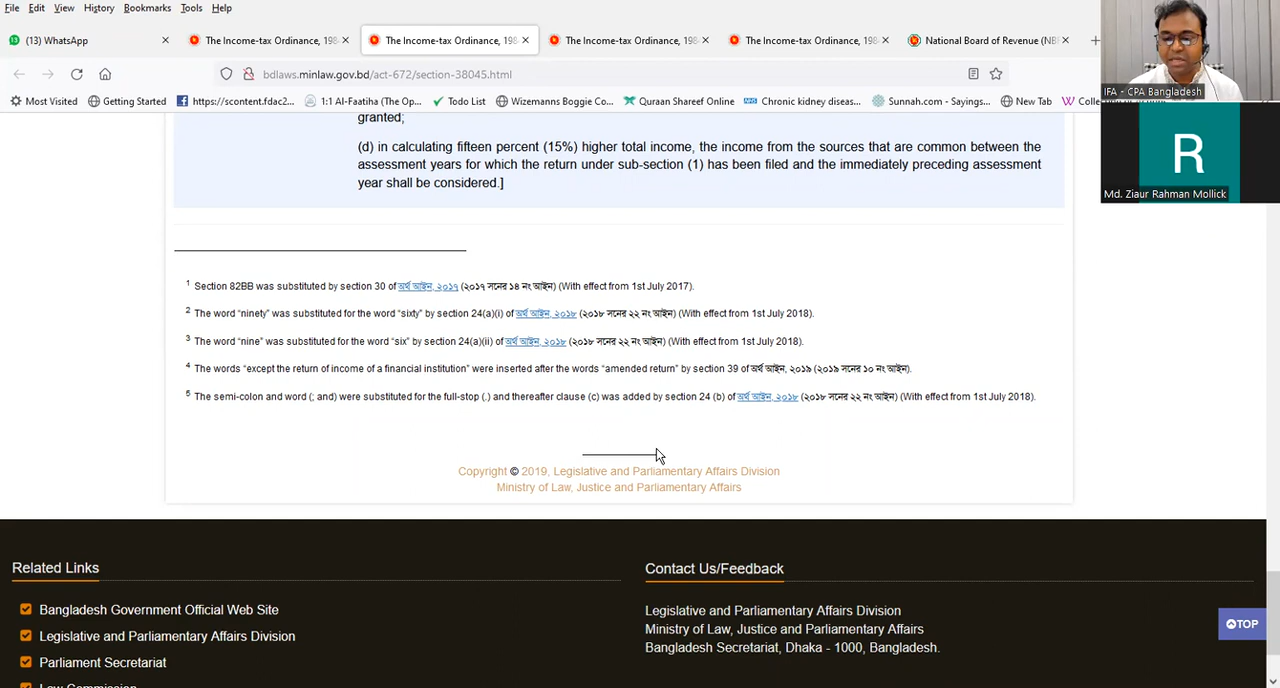 File Edit View History Bookmarks Tools Help
(13) WhatsApp
The Income-tax Ordinance, 198
The Income-tax Ordinance, 198
The Income-tax Ordinance, 198
The Income-tax Ordinance, 198
National Board of Revenue (NB
bdlaws.minlaw.gov.bd/act-672/section-38045.html
Most Visited
Getting Started
https://scontent.fdac2...
1:1 Al-Faatiha (The Op...
Todo List
Wizemanns Boggie Co...
Quraan Shareef Online
Chronic kidney diseas...
Sunnah.com - Sayings...
New Tab
IFA - CPA Bangladesh
R
Md. Ziaur Rahman Mollick
granted;
(d) in calculating fifteen percent (15%) higher total income, the income from the sources that are common between the
assessment years for which the return under sub-section (1) has been filed and the immediately preceding assessment
year shall be considered.]
1 Section 82BB was substituted by section 30 of অর্থ আইন, ২০১৭ (২০১৭ সনের ১৪ নং আইন) (With effect from 1st July 2017).
2 The word “ninety” was substituted for the word “sixty” by section 24(a)(i) of অর্থ আইন, ২০১৮ (২০১৮ সনের ২২ নং আইন) (With effect from 1st July 2018).
3 The word “nine” was substituted for the word “six” by section 24(a)(ii) of অর্থ আইন, ২০১৮ (২০১৮ সনের ২২ নং আইন) (With effect from 1st July 2018).
4 The words “except the return of income of a financial institution” were inserted after the words “amended return” by section 39 of অর্থ আইন, ২০১৯ (২০১৯ সনের ১০ নং আইন).
5 The semi-colon and word (; and) were substituted for the full-stop (.) and thereafter clause (c) was added by section 24 (b) of অর্থ আইন, ২০১৮ (২০১৮ সনের ২২ নং আইন) (With effect from 1st July 2018).
Copyright © 2019, Legislative and Parliamentary Affairs Division
Ministry of Law, Justice and Parliamentary Affairs
Related Links
Bangladesh Government Official Web Site
Legislative and Parliamentary Affairs Division
Parliament Secretariat
Law Commission
Contact Us/Feedback
Legislative and Parliamentary Affairs Division
Ministry of Law, Justice and Parliamentary Affairs
Bangladesh Secretariat, Dhaka - 1000, Bangladesh.
TOP